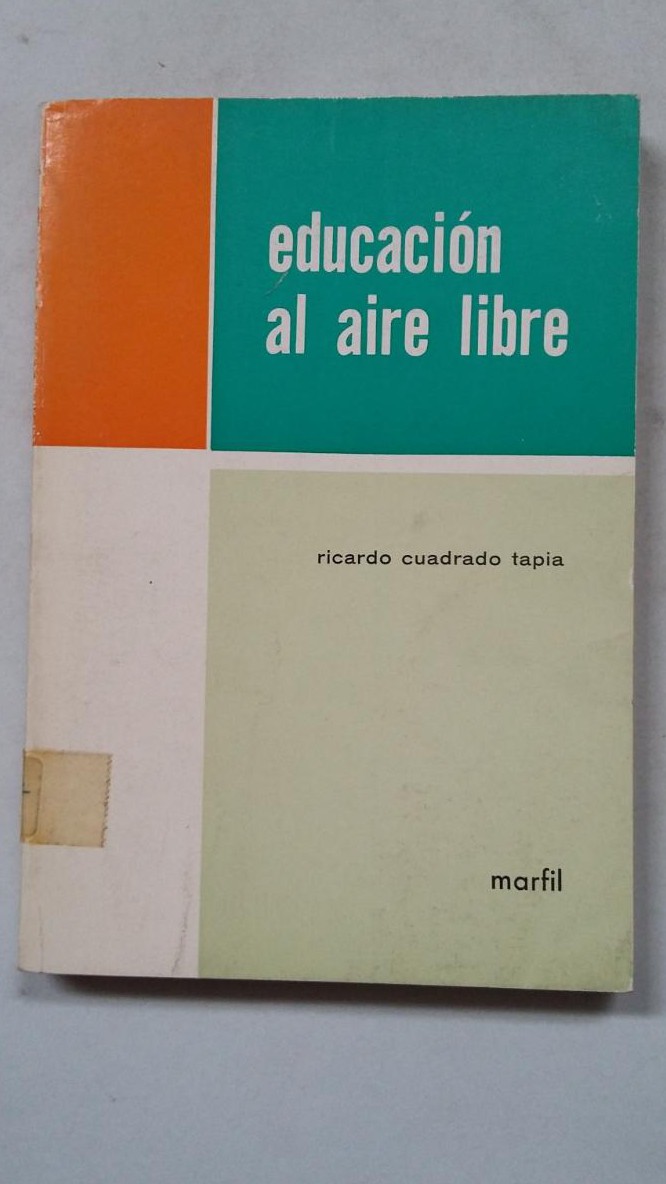 educación
al aire libre
ricardo cuadrado tapia
marfil